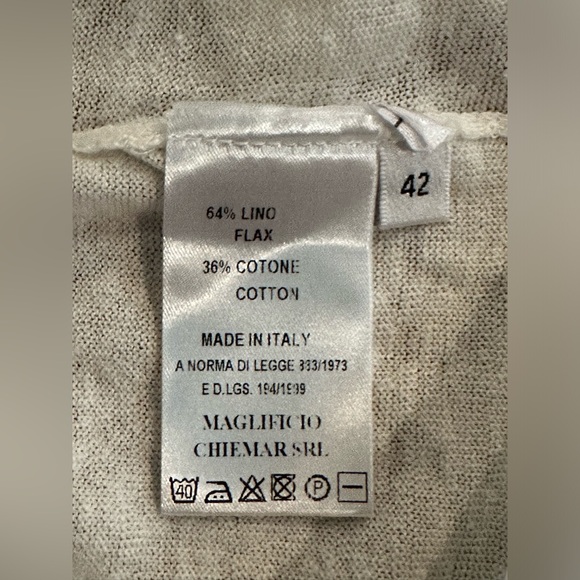 42
64% LINO
FLAX
36% COTONE
COTTON
MADE IN ITALY
A NORMA DI LEGGE 883/1973
E D.LGS. 194/1999
MAGLIFICIO
CHIEMAR SRL
40 P